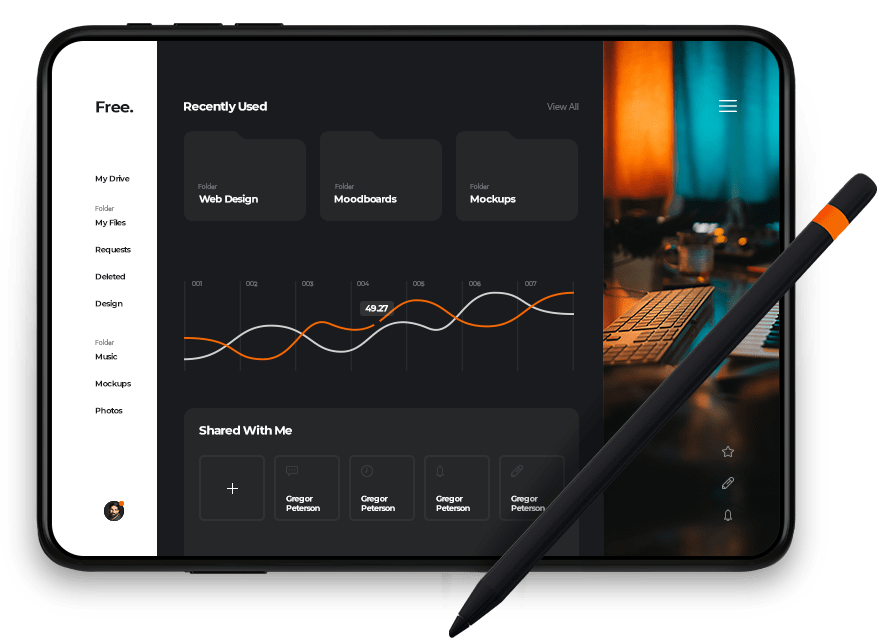 Free.
My Drive
Folder
My Files
Requests
Deleted
Design
Folder
Music
Mockups
Photos
Recently Used
View All
Folder
Web Design
Folder
Moodboards
Folder
Mockups
001
002
003
004
005
006
007
49.27
Shared With Me
+
Gregor
Peterson
Gregor
Peterson
Gregor
Peterson
Gregor
Peterson